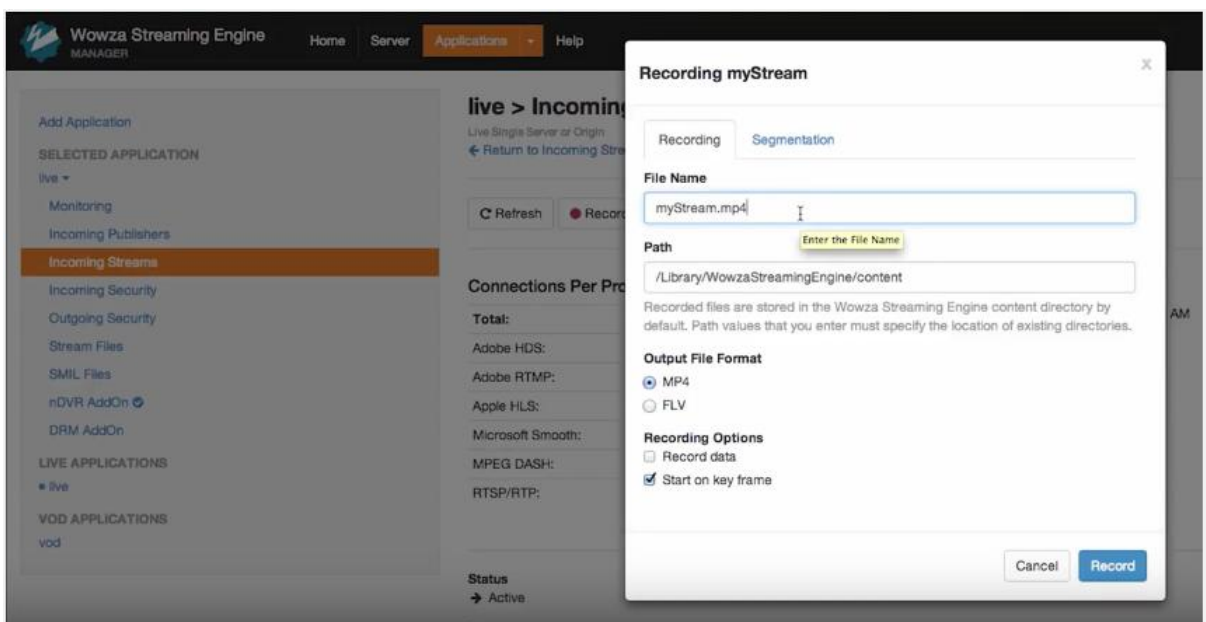 Wowza Streaming Engine
MANAGER
Home Server Applications Help
Add Application
SELECTED APPLICATION
live
Monitoring
Incoming Publishers
Incoming Streams
Incoming Security
Outgoing Security
Stream Files
SMIL Files
nDVR AddOn
DRM AddOn
LIVE APPLICATIONS
live
VOD APPLICATIONS
vod
live > Incoming
Live Single Server or Origin
← Return to Incoming Stre
Refresh Record
Connections Per Pro
Total:
Adobe HDS:
Adobe RTMP:
Apple HLS:
Microsoft Smooth:
MPEG DASH:
RTSP/RTP:
Status
→ Active
AM
Recording myStream
x
Recording Segmentation
File Name
myStream.mp4
Enter the File Name
Path
/Library/WowzaStreamingEngine/content
Recorded files are stored in the Wowza Streaming Engine content directory by
default. Path values that you enter must specify the location of existing directories.
Output File Format
MP4
FLV
Recording Options
Record data
Start on key frame
Cancel Record